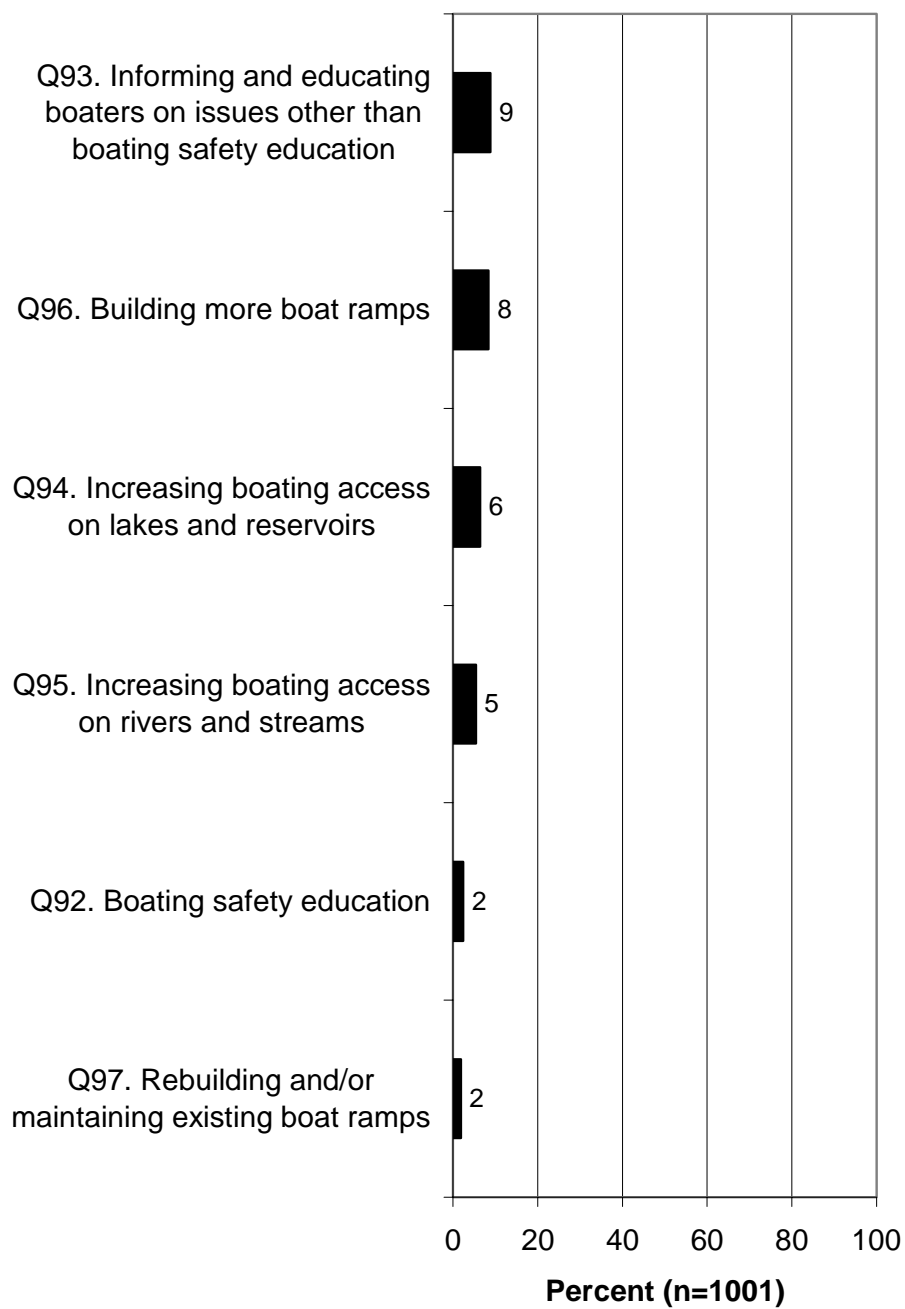 Q93. Informing and educating
boaters on issues other than
boating safety education
9
Q96. Building more boat ramps
8
Q94. Increasing boating access
on lakes and reservoirs
6
Q95. Increasing boating access
on rivers and streams
5
Q92. Boating safety education
2
Q97. Rebuilding and/or
maintaining existing boat ramps
2
0 20 40 60 80 100
Percent (n=1001)